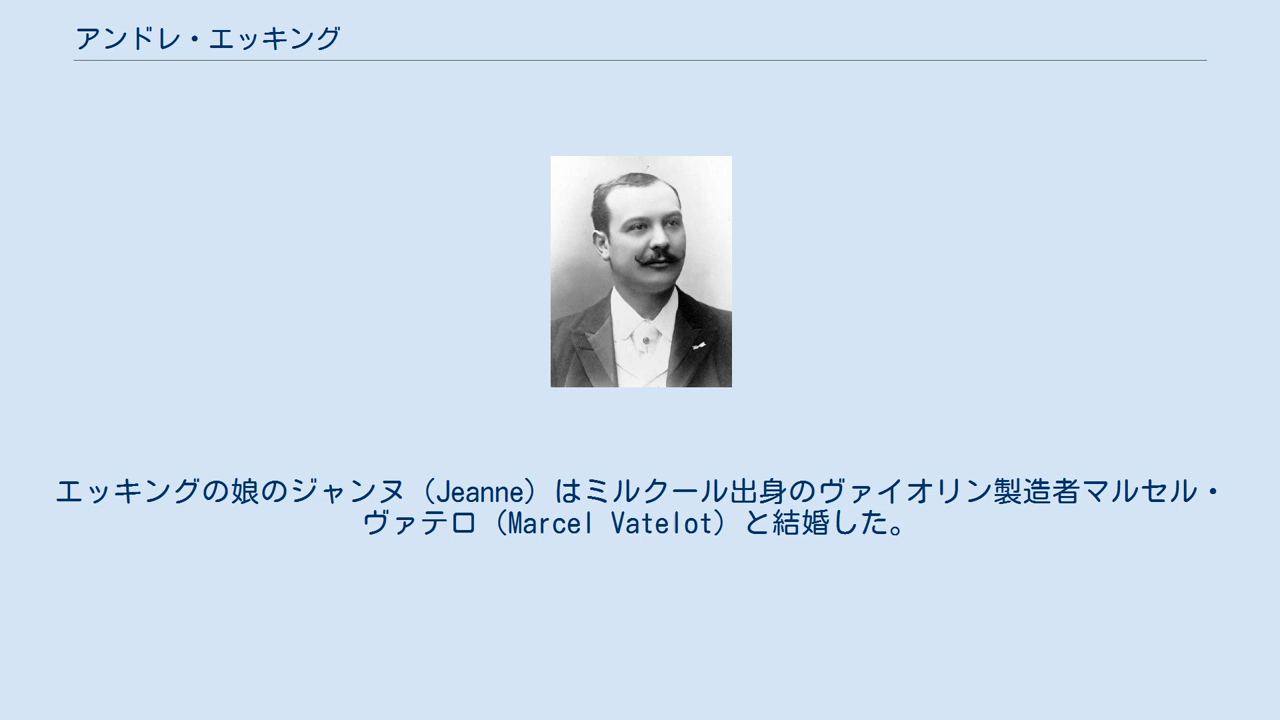 アンドレ・エッキング
エッキングの娘のジャンヌ（Jeanne）はミルクール出身のヴァイオリン製造者マルセル・
ヴァテロ（Marcel Vatelot）と結婚した。